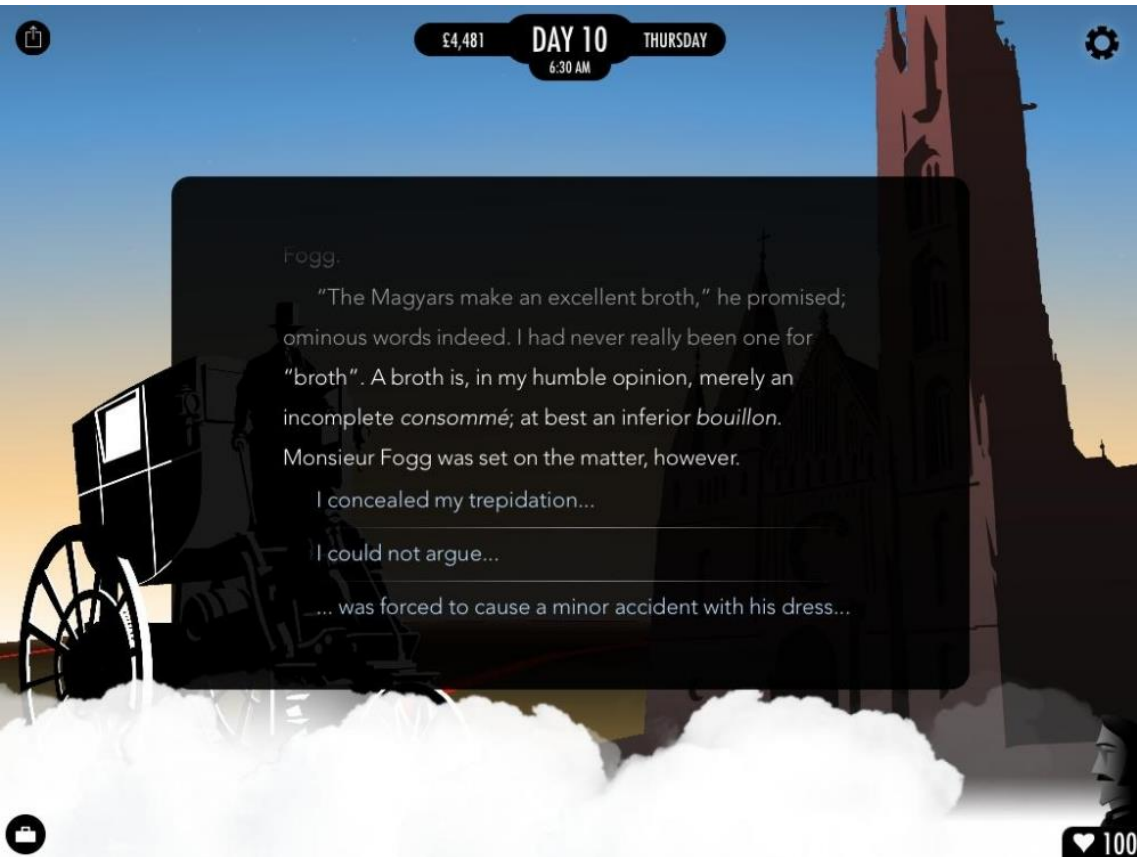 £4,481
DAY 10
THURSDAY
6:30 AM
Fogg.
“The Magyars make an excellent broth,” he promised;
ominous words indeed. I had never really been one for
“broth”. A broth is, in my humble opinion, merely an
incomplete consommé; at best an inferior bouillon.
Monsieur Fogg was set on the matter, however.
I concealed my trepidation...
I could not argue...
... was forced to cause a minor accident with his dress...
100